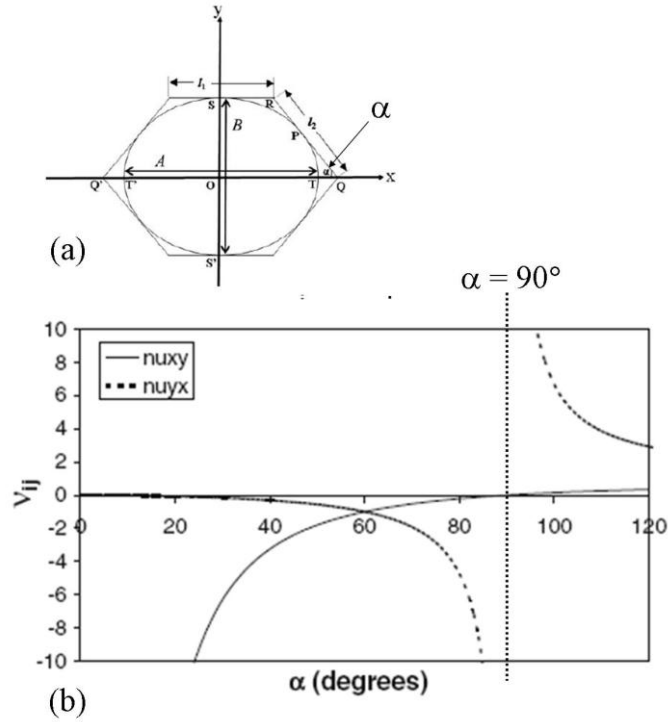 y
l₁
S
R
B
P
l₂
α
A
α
Q'
T'
O
T
Q
x
S'
(a)
α = 90°
10
8
6
4
2
0
-2
-4
-6
-8
-10
nuxy
nuyx
νij
0 20 40 60 80 100 120
α (degrees)
(b)